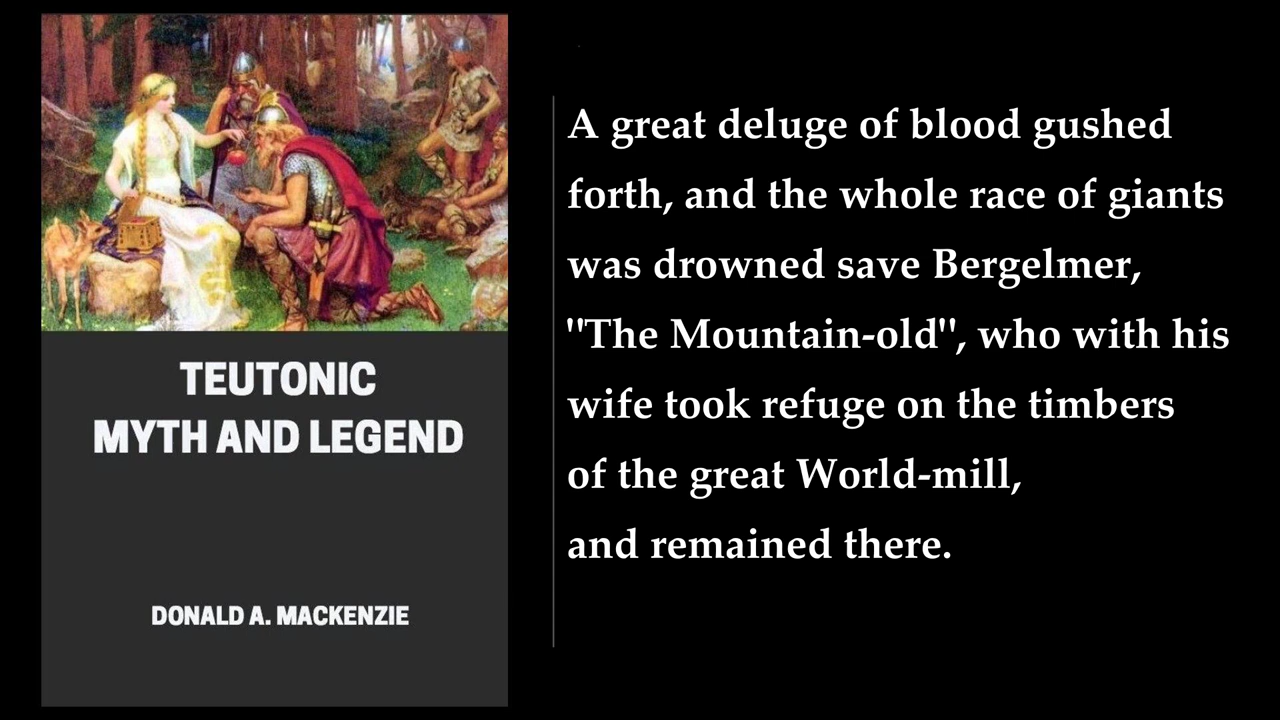 TEUTONIC
MYTH AND LEGEND
DONALD A. MACKENZIE
A great deluge of blood gushed
forth, and the whole race of giants
was drowned save Bergelmer,
"The Mountain-old", who with his
wife took refuge on the timbers
of the great World-mill,
and remained there.